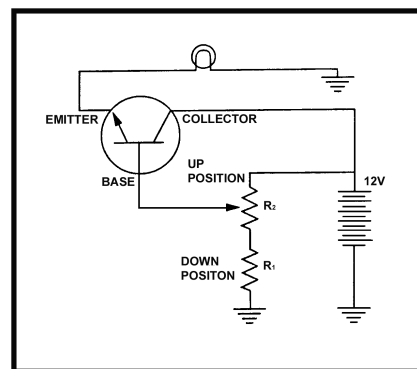 EMITTER
COLLECTOR
BASE
UP
POSITION
R2
12V
DOWN
POSITON
R1